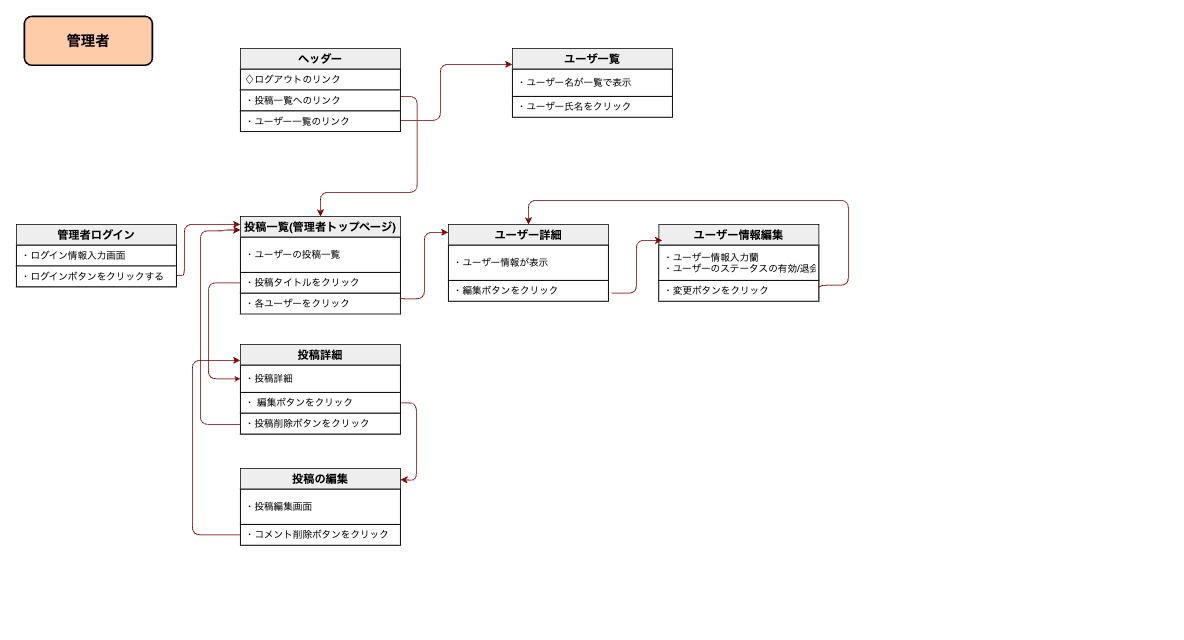 管理者
ヘッダー
◇ログアウトのリンク
・投稿一覧へのリンク
・ユーザー一覧のリンク
ユーザ一覧
・ユーザー名が一覧で表示
・ユーザー氏名をクリック
管理者ログイン
・ログイン情報入力画面
・ログインボタンをクリックする
投稿一覧(管理者トップページ)
・ユーザーの投稿一覧
・投稿タイトルをクリック
・各ユーザーをクリック
ユーザー詳細
・ユーザー情報が表示
・編集ボタンをクリック
ユーザー情報編集
・ユーザー情報入力蘭
・ユーザーのステータスの有効/退会
・変更ボタンをクリック
投稿詳細
・投稿詳細
・ 編集ボタンをクリック
・投稿削除ボタンをクリック
投稿の編集
・投稿編集画面
・コメント削除ボタンをクリック